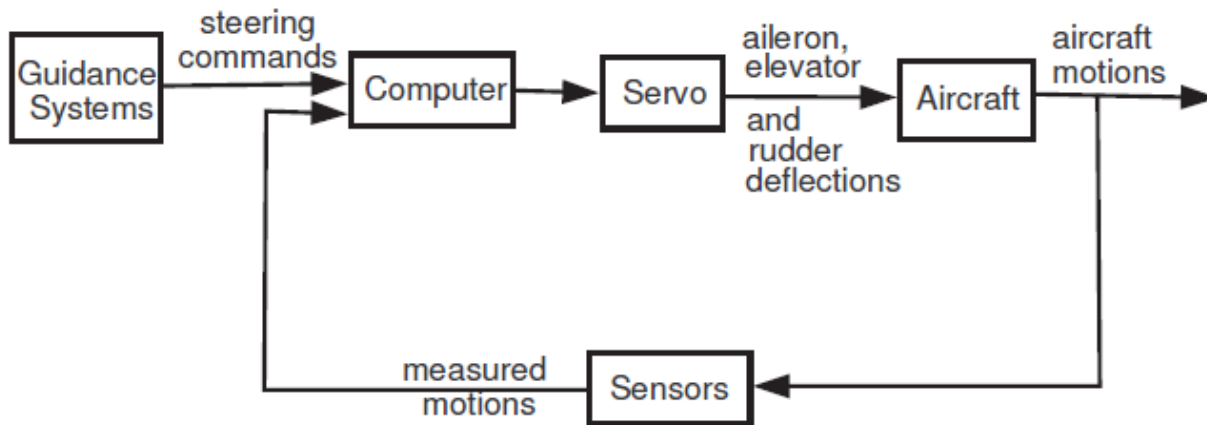 Guidance
Systems
steering
commands
Computer
Servo
aileron,
elevator
and
rudder
deflections
Aircraft
aircraft
motions
measured
motions
Sensors